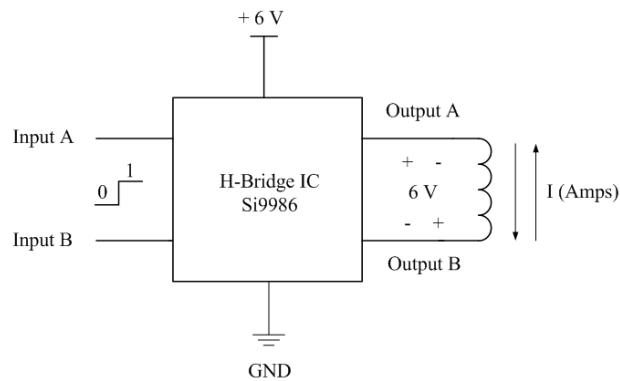 + 6 V
Output A
Input A
1
0
H-Bridge IC
Si9986
+ -
6 V
- +
I (Amps)
Input B
Output B
GND